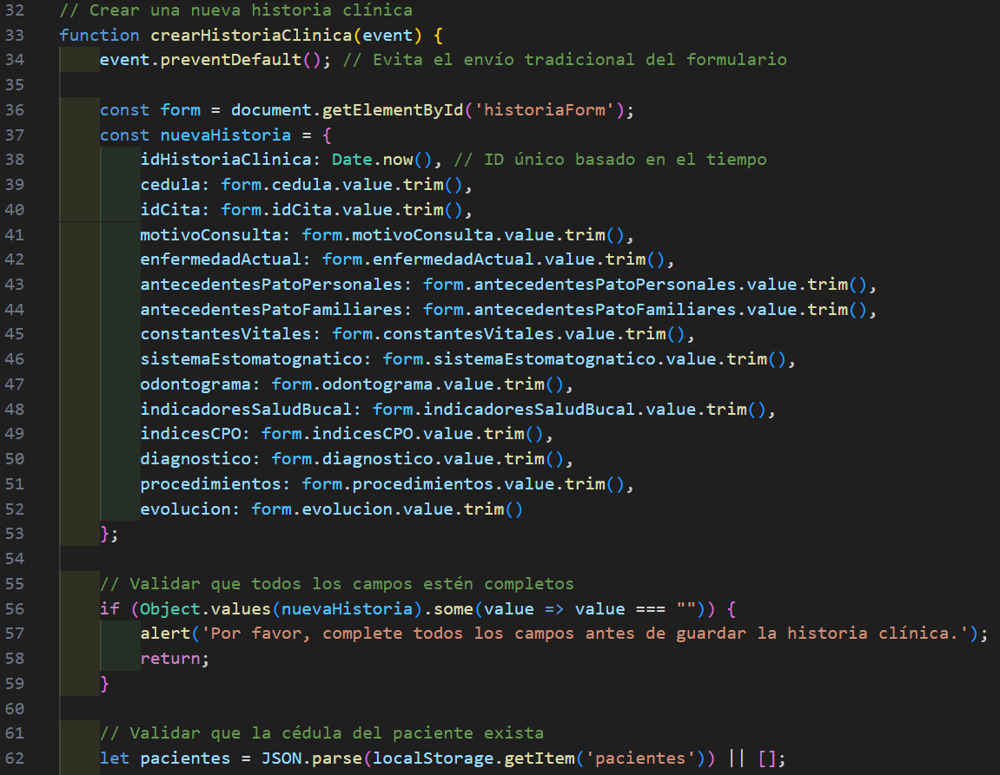 32 // Crear una nueva historia clínica
33 function crearHistoriaClinica(event) {
34     event.preventDefault(); // Evita el envío tradicional del formulario
35
36     const form = document.getElementById('historiaForm');
37     const nuevaHistoria = {
38         idHistoriaClinica: Date.now(), // ID único basado en el tiempo
39         cedula: form.cedula.value.trim(),
40         idCita: form.idCita.value.trim(),
41         motivoConsulta: form.motivoConsulta.value.trim(),
42         enfermedadActual: form.enfermedadActual.value.trim(),
43         antecedentesPatoPersonales: form.antecedentesPatoPersonales.value.trim(),
44         antecedentesPatoFamiliares: form.antecedentesPatoFamiliares.value.trim(),
45         constantesVitales: form.constantesVitales.value.trim(),
46         sistemaEstomatognatico: form.sistemaEstomatognatico.value.trim(),
47         odontograma: form.odontograma.value.trim(),
48         indicadoresSaludBucal: form.indicadoresSaludBucal.value.trim(),
49         indicesCPO: form.indicesCPO.value.trim(),
50         diagnostico: form.diagnostico.value.trim(),
51         procedimientos: form.procedimientos.value.trim(),
52         evolucion: form.evolucion.value.trim()
53     };
54
55     // Validar que todos los campos estén completos
56     if (Object.values(nuevaHistoria).some(value => value === "")) {
57         alert('Por favor, complete todos los campos antes de guardar la historia clínica.');
58         return;
59     }
60
61     // Validar que la cédula del paciente exista
62     let pacientes = JSON.parse(localStorage.getItem('pacientes')) || [];